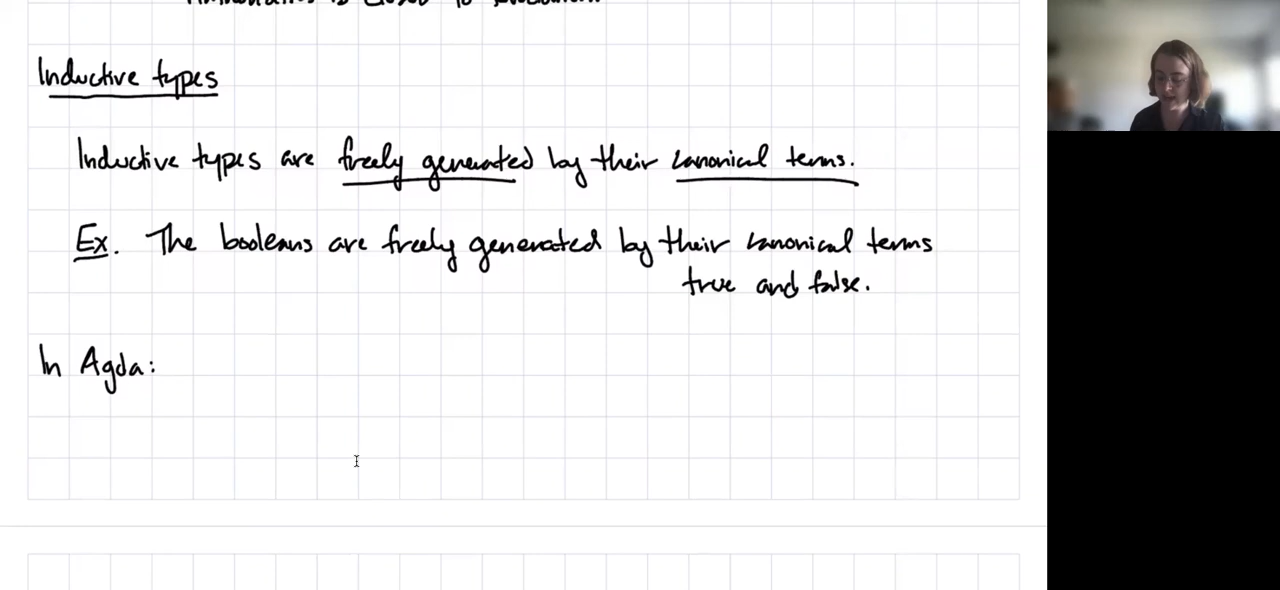 Inductive types
Inductive types are freely generated by their canonical terms.
Ex. The booleans are freely generated by their canonical terms
true and false.
In Agda: